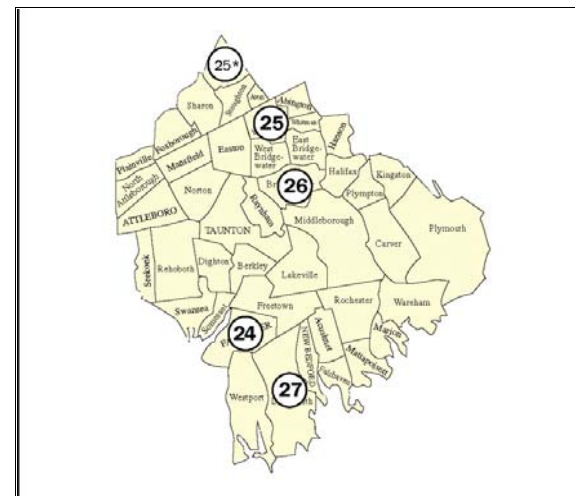 25*
Sharon
Stoughton
Avon
Abington
Foxborough
25
Whitman
Hanson
Plainville
Mansfield
Easton
West
Bridge-
water
East
Bridge-
water
North
Attleborough
Norton
26
Halifax
Kingston
Plympton
ATTLEBORO
Raynham
Middleborough
Plymouth
TAUNTON
Carver
Seekonk
Rehoboth
Dighton
Berkley
Lakeville
Swansea
Somerset
Freetown
Rochester
Wareham
24
Acushnet
Marion
Mattapoisett
NEW BEDFORD
Fairhaven
Westport
27